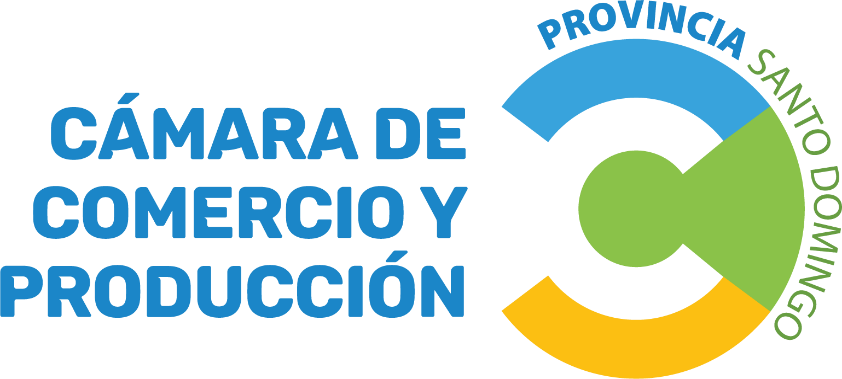 CÁMARA DE
COMERCIO Y
PRODUCCIÓN
PROVINCIA SANTO DOMINGO